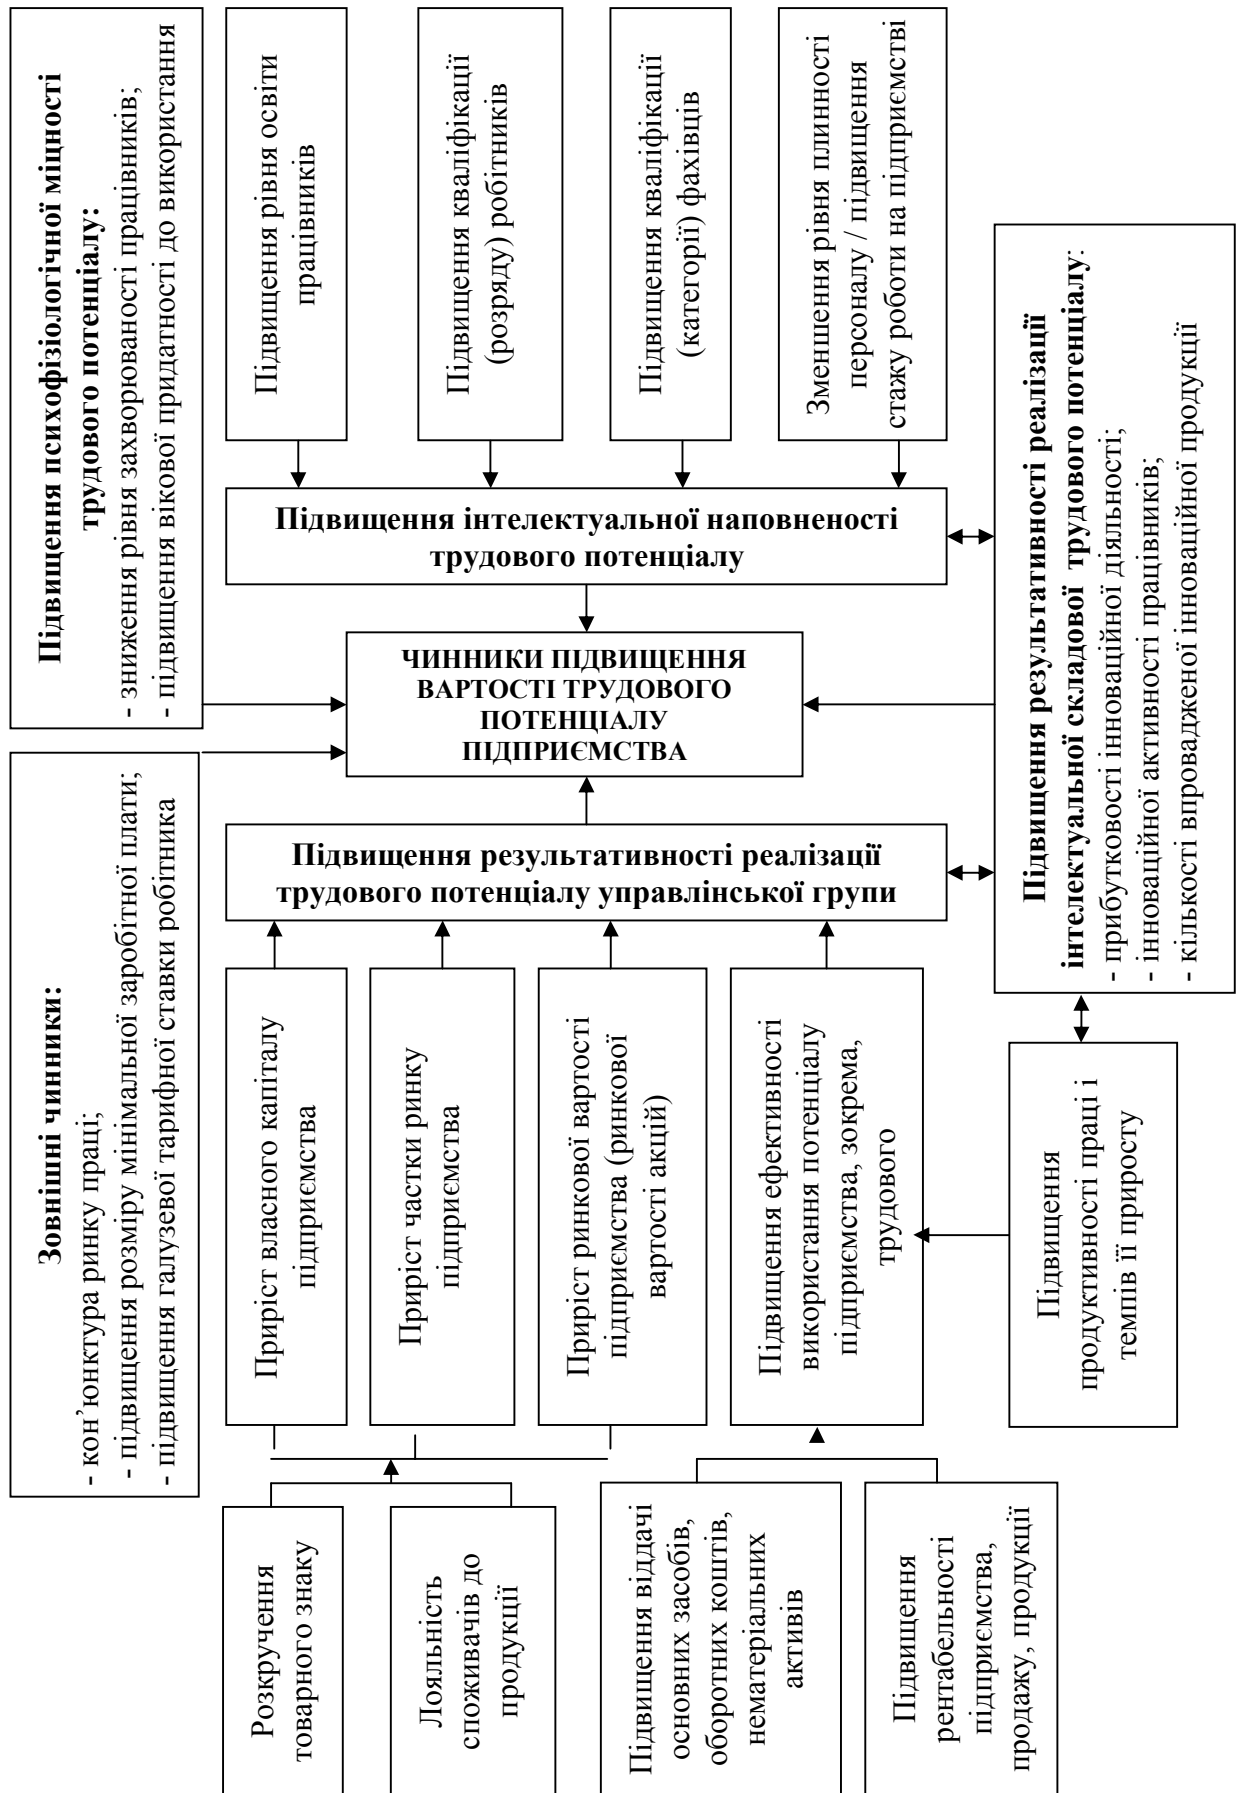 Підвищення психофізіологічної міцності
трудового потенціалу:
- зниження рівня захворюваності працівників;
- підвищення вікової придатності до використання
Зовнішні чинники:
- кон’юнктура ринку праці;
- підвищення розміру мінімальної заробітної плати;
- підвищення галузевої тарифної ставки робітника
Підвищення рівня освіти
працівників
Підвищення кваліфікації
(розряду) робітників
Підвищення кваліфікації
(категорії) фахівців
Зменшення рівня плинності
персоналу / підвищення
стажу роботи на підприємстві
Підвищення інтелектуальної наповненості
трудового потенціалу
ЧИННИКИ ПІДВИЩЕННЯ
ВАРТОСТІ ТРУДОВОГО
ПОТЕНЦІАЛУ
ПІДПРИЄМСТВА
Підвищення результативності реалізації
трудового потенціалу управлінської групи
Приріст власного капіталу
підприємства
Приріст частки ринку
підприємства
Приріст ринкової вартості
підприємства (ринкової
вартості акцій)
Підвищення ефективності
використання потенціалу
підприємства, зокрема,
трудового
Розкручення
товарного знаку
Лояльність
споживачів до
продукції
Підвищення віддачі
основних засобів,
оборотних коштів,
нематеріальних
активів
Підвищення
рентабельності
підприємства,
продажу, продукції
Підвищення
продуктивності праці і
темпів її приросту
Підвищення результативності реалізації
інтелектуальної складової трудового потенціалу:
- прибутковості інноваційної діяльності;
- інноваційної активності працівників;
- кількості впровадженої інноваційної продукції